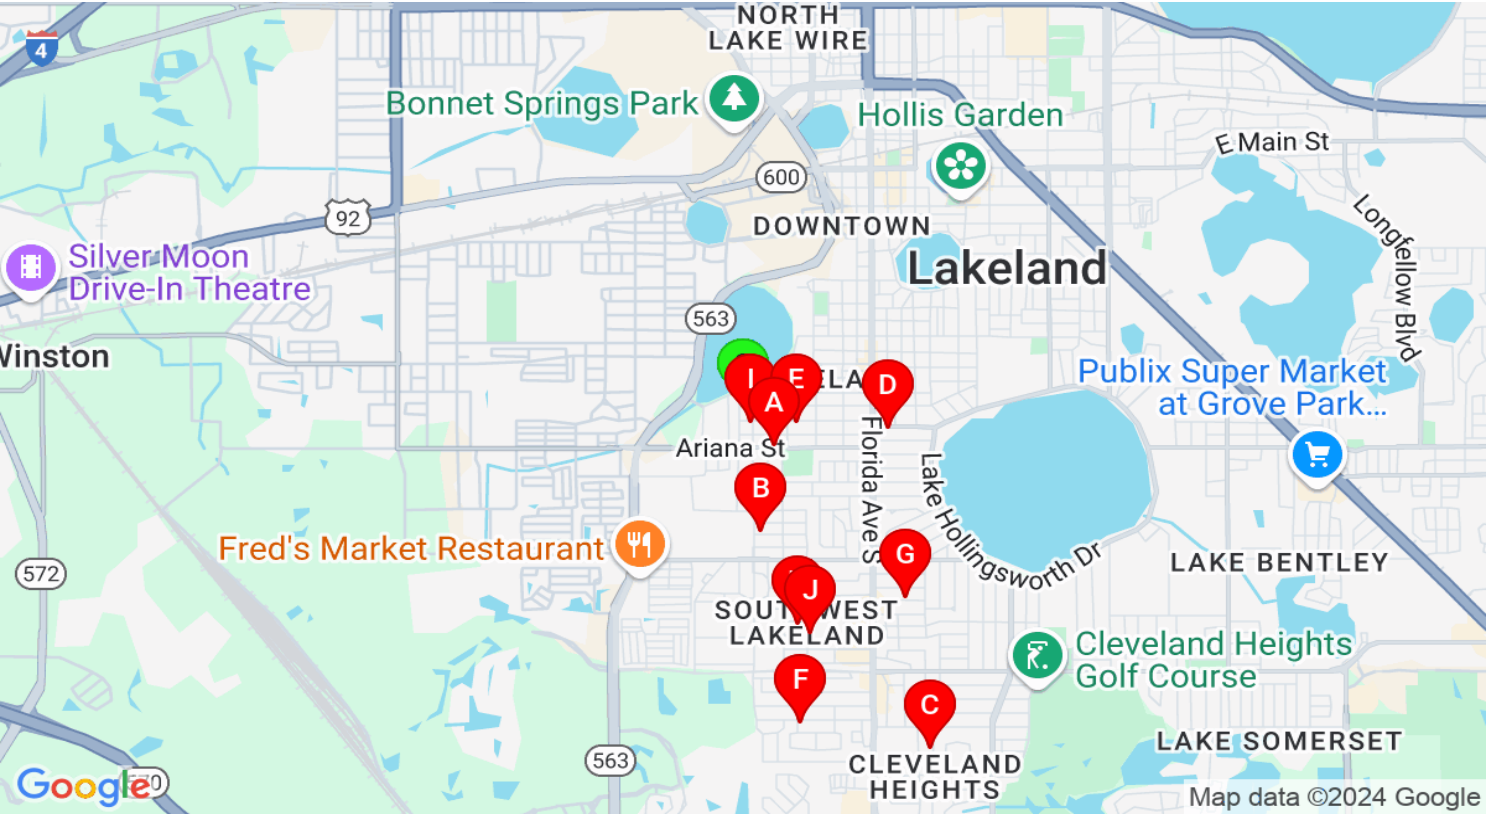 NORTH
LAKE WIRE
4
Bonnet Springs Park
Hollis Garden
E Main St
600
92
DOWNTOWN
Longfellow Blvd
Silver Moon
Drive-In Theatre
Lakeland
563
Winston
I
E
ELA
D
A
Publix Super Market
at Grove Park...
Ariana St
Florida Ave S
Lake Hollingsworth Dr
B
Fred's Market Restaurant
G
LAKE BENTLEY
572
J
SOUTHWEST
LAKELAND
Cleveland Heights
Golf Course
F
C
LAKE SOMERSET
563
CLEVELAND
HEIGHTS
Google
70
Map data ©2024 Google